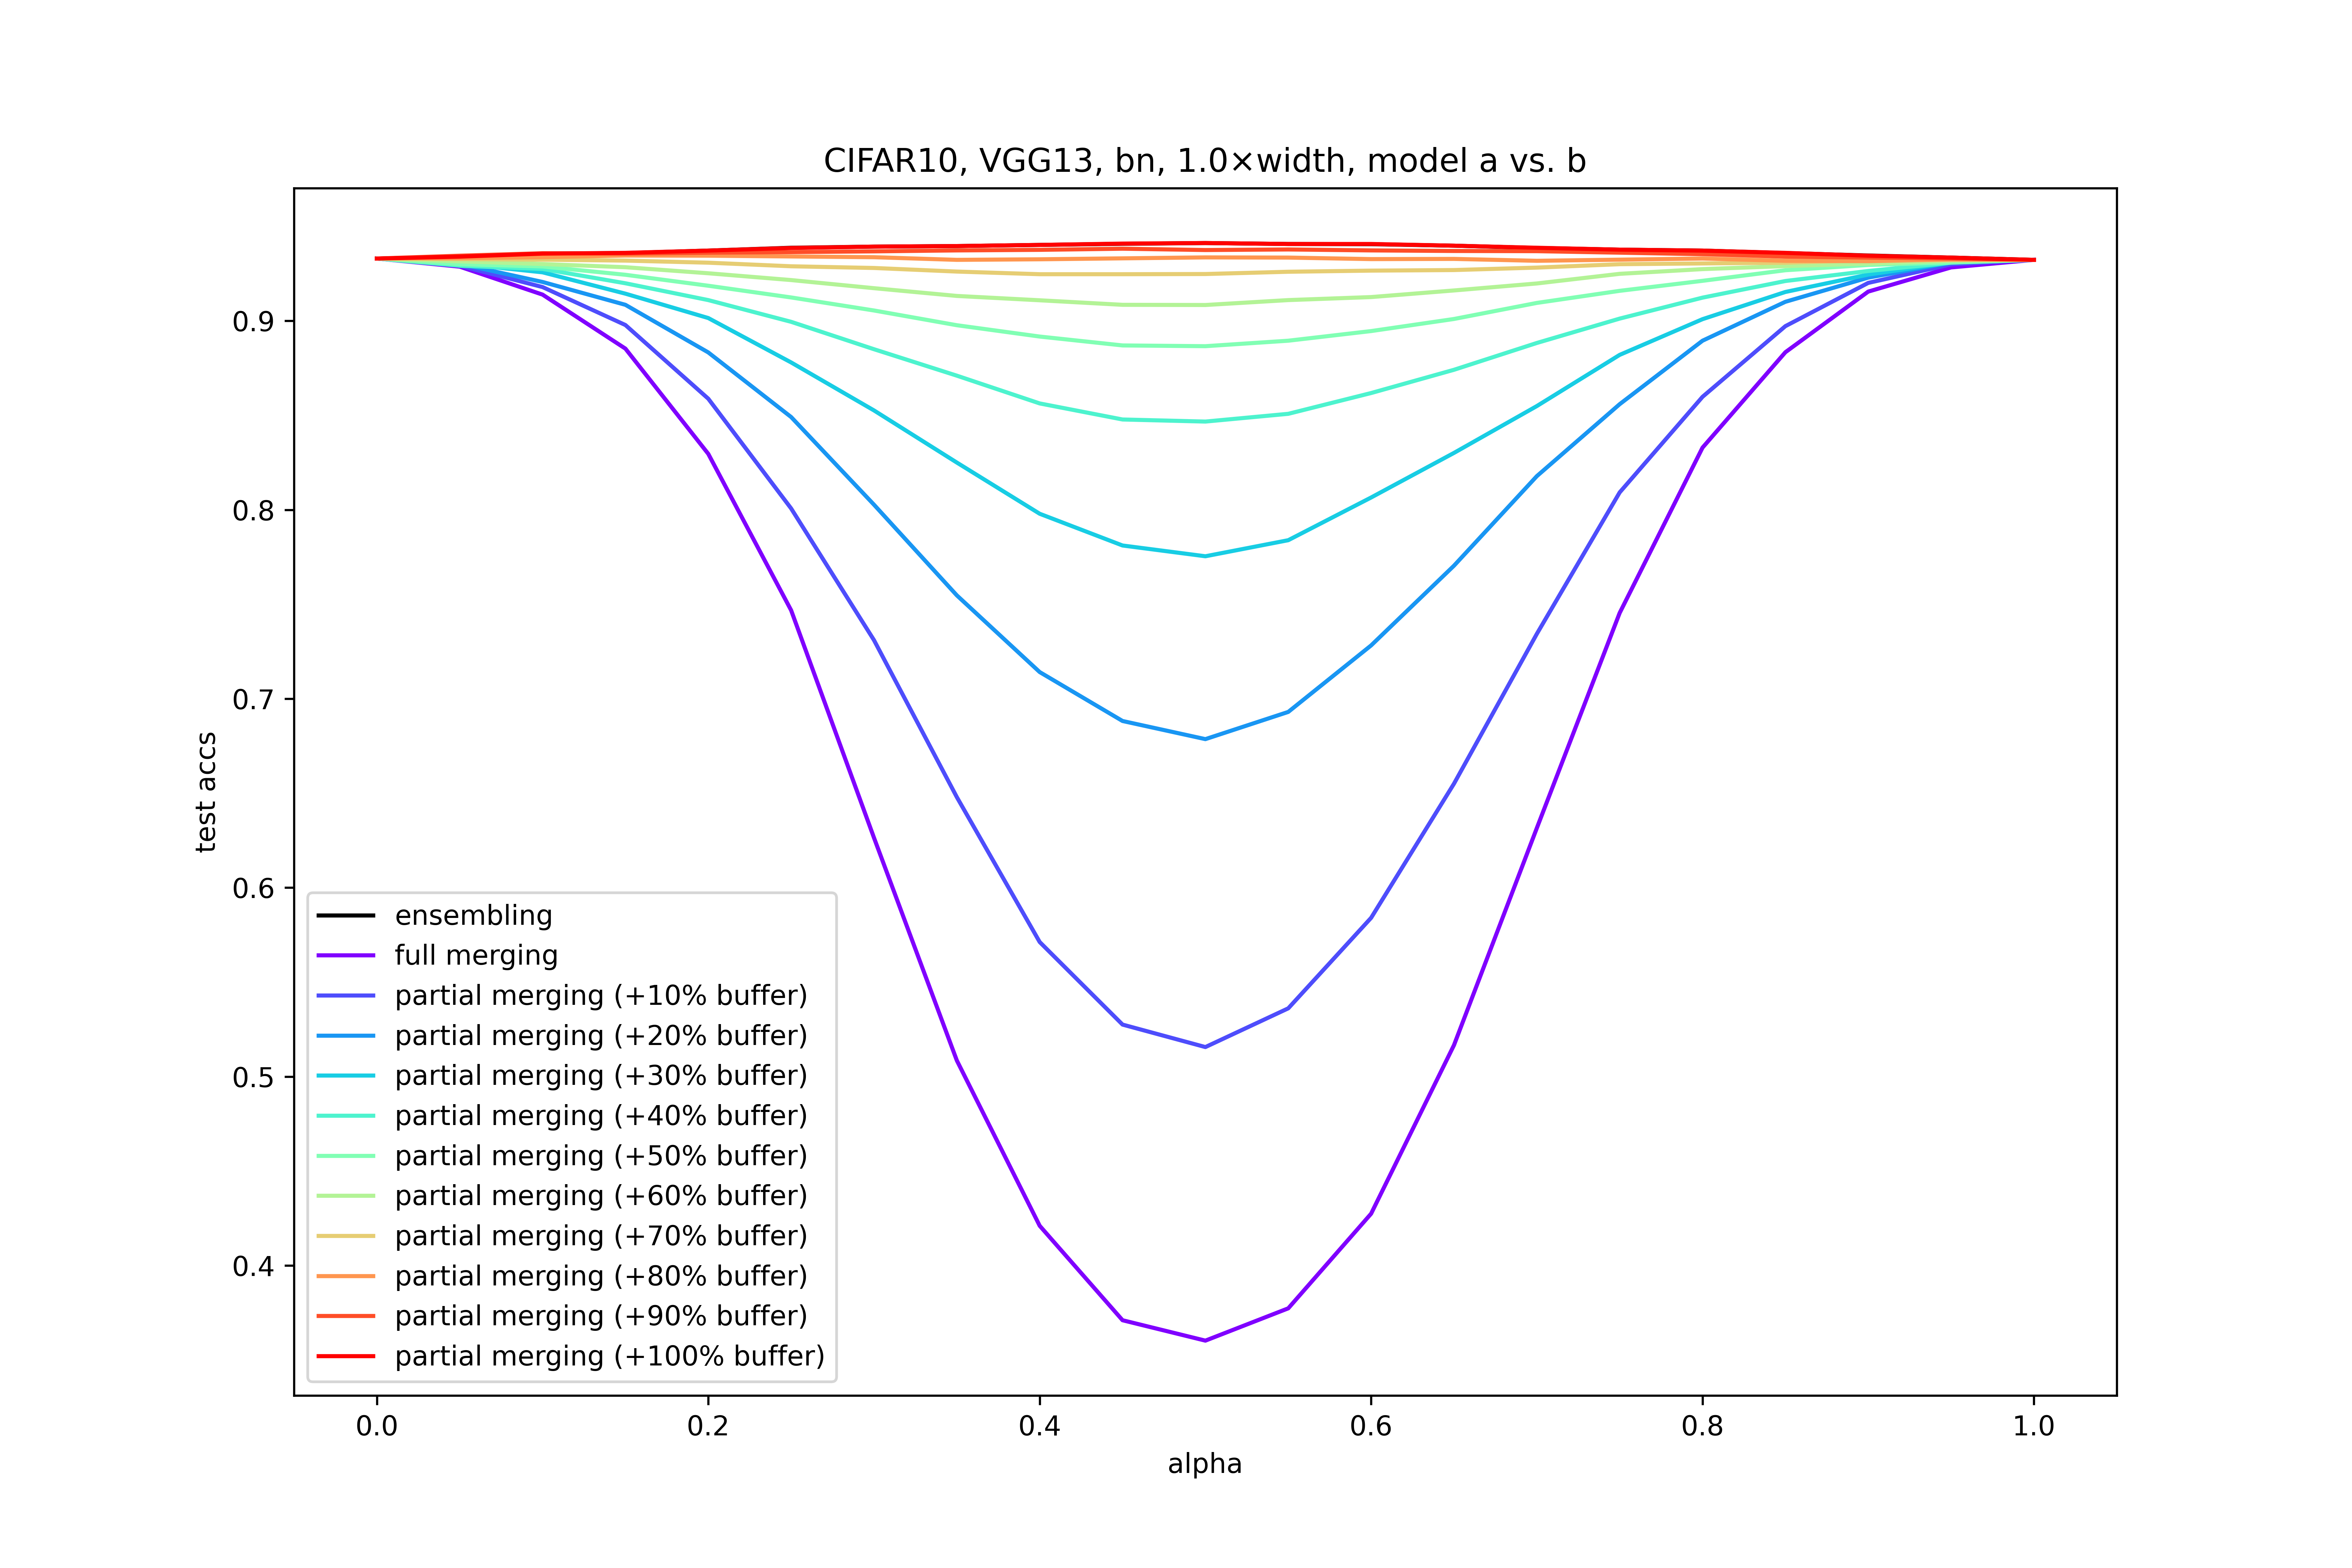 CIFAR10, VGG13, bn, 1.0×width, model a vs. b
test accs
0.9
0.8
0.7
0.6
0.5
0.4
ensembling
full merging
partial merging (+10% buffer)
partial merging (+20% buffer)
partial merging (+30% buffer)
partial merging (+40% buffer)
partial merging (+50% buffer)
partial merging (+60% buffer)
partial merging (+70% buffer)
partial merging (+80% buffer)
partial merging (+90% buffer)
partial merging (+100% buffer)
0.0 0.2 0.4 0.6 0.8 1.0
alpha